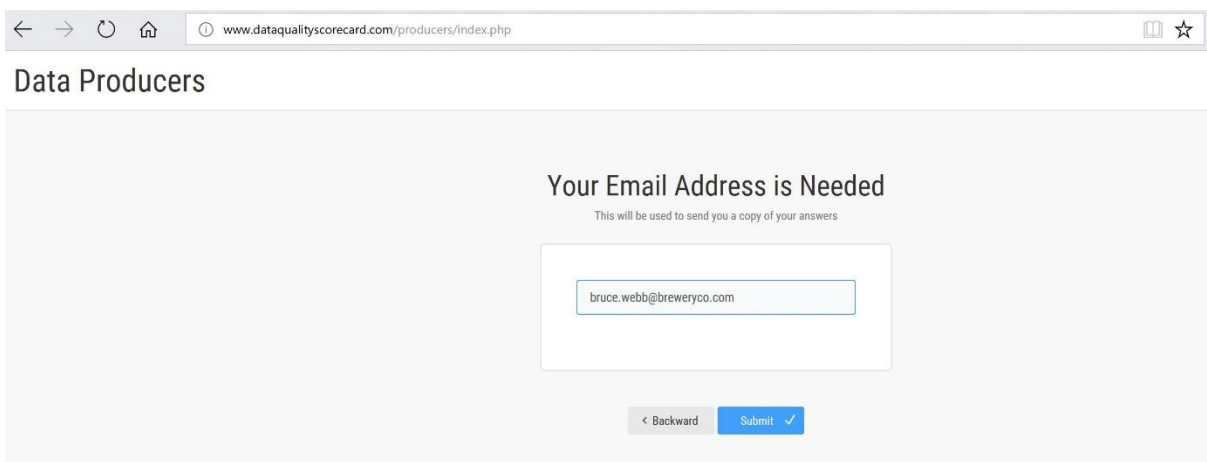 www.dataqualityscorecard.com/producers/index.php
Data Producers
Your Email Address is Needed
This will be used to send you a copy of your answers
bruce.webb@breweryco.com
< Backward
Submit ✓